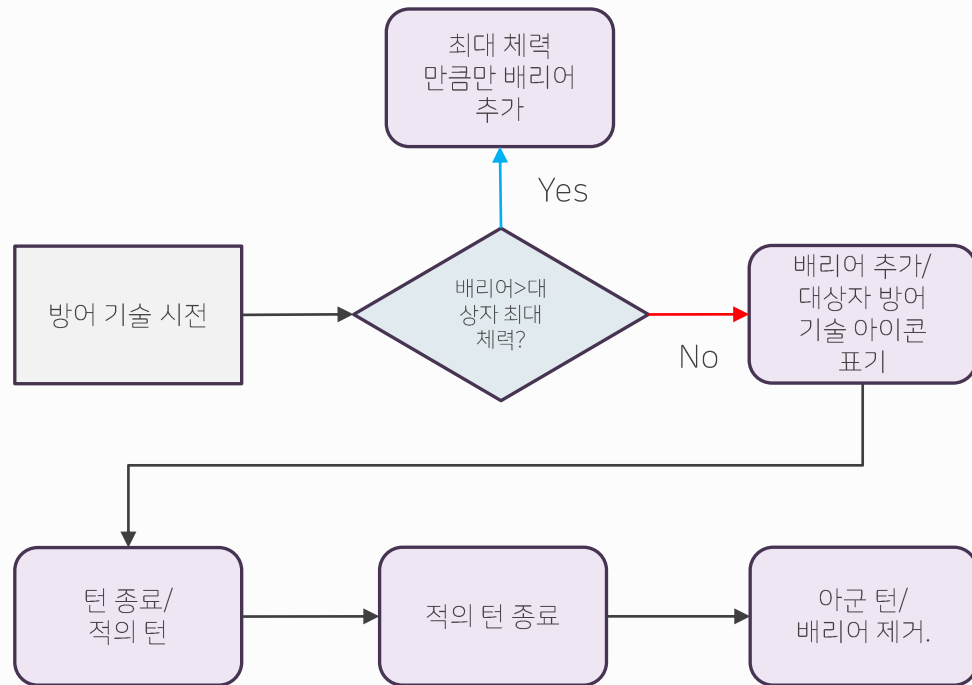 최대 체력
만큼만 배리어
추가
Yes
방어 기술 시전
배리어>대
상자 최대
체력?
No
배리어 추가/
대상자 방어
기술 아이콘
표기
턴 종료/
적의 턴
적의 턴 종료
아군 턴/
배리어 제거.